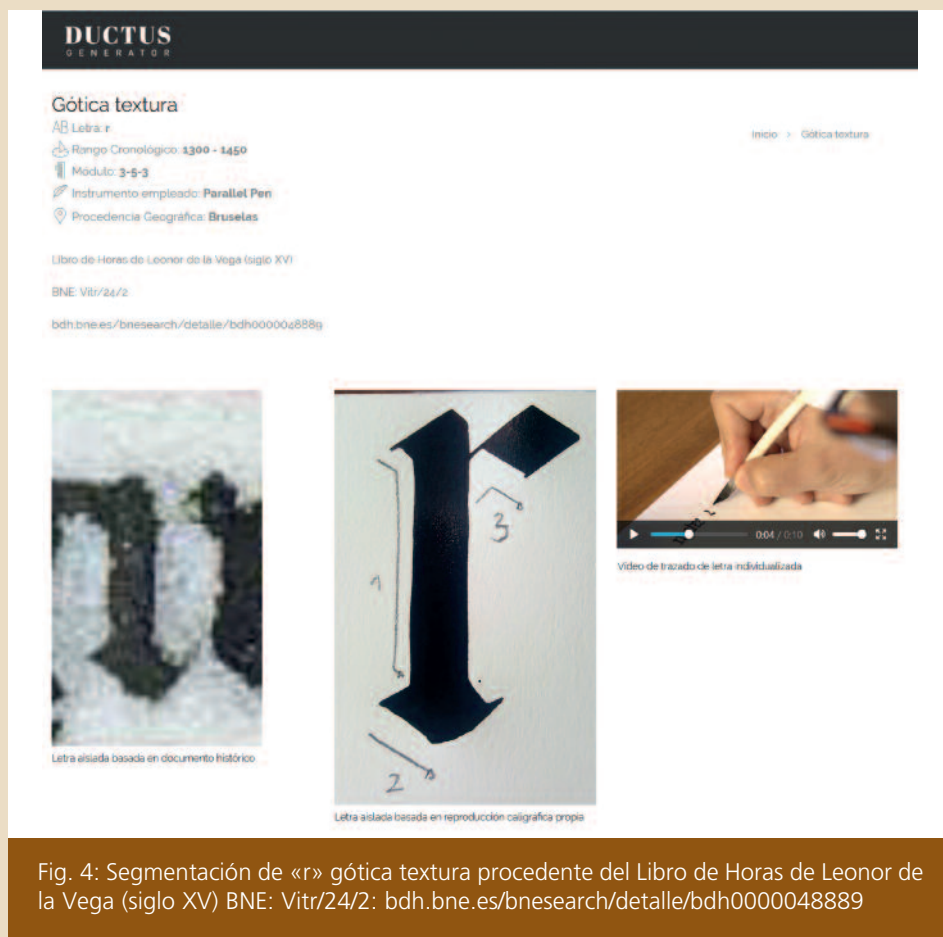 DUCTUS
GENERATOR
Gótica textura
AB Letra: r
Rango Cronológico: 1300 - 1450
Módulo: 3-5-3
Instrumento empleado: Parallel Pen
Procedencia Geográfica: Bruselas
Inicio > Gótica textura
Libro de Horas de Leonor de la Vega (siglo XV)
BNE: Vitr/24/2
bdh.bne.es/bnesearch/detalle/bdh0000048889
1
2
3
0:04 / 0:10
Letra aislada basada en documento histórico
Letra aislada basada en reproducción caligráfica propia
Vídeo de trazado de letra individualizada
Fig. 4: Segmentación de «r» gótica textura procedente del Libro de Horas de Leonor de
la Vega (siglo XV) BNE: Vitr/24/2: bdh.bne.es/bnesearch/detalle/bdh0000048889